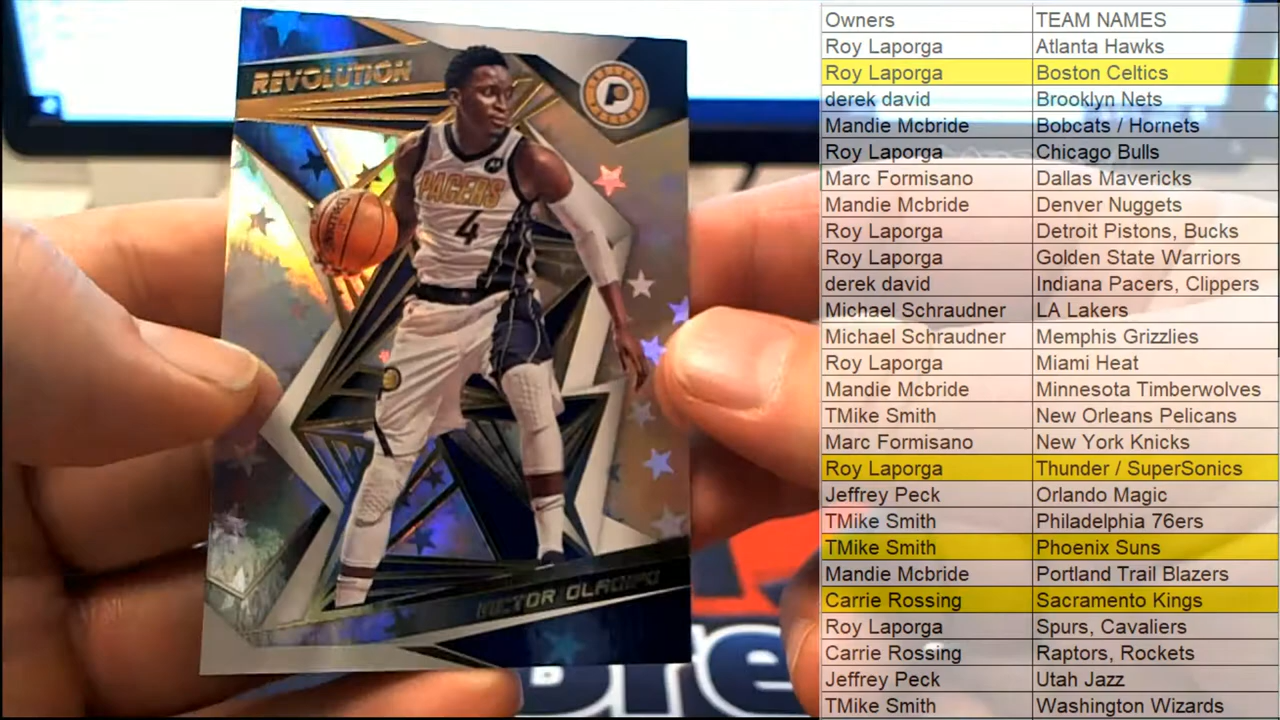 REVOLUTION
PACERS
4
VICTOR OLADIPO
Owners TEAM NAMES
Roy Laporga Atlanta Hawks
Roy Laporga Boston Celtics
derek david Brooklyn Nets
Mandie Mcbride Bobcats / Hornets
Roy Laporga Chicago Bulls
Marc Formisano Dallas Mavericks
Mandie Mcbride Denver Nuggets
Roy Laporga Detroit Pistons, Bucks
Roy Laporga Golden State Warriors
derek david Indiana Pacers, Clippers
Michael Schraudner LA Lakers
Michael Schraudner Memphis Grizzlies
Roy Laporga Miami Heat
Mandie Mcbride Minnesota Timberwolves
TMike Smith New Orleans Pelicans
Marc Formisano New York Knicks
Roy Laporga Thunder / SuperSonics
Jeffrey Peck Orlando Magic
TMike Smith Philadelphia 76ers
TMike Smith Phoenix Suns
Mandie Mcbride Portland Trail Blazers
Carrie Rossing Sacramento Kings
Roy Laporga Spurs, Cavaliers
Carrie Rossing Raptors, Rockets
Jeffrey Peck Utah Jazz
TMike Smith Washington Wizards